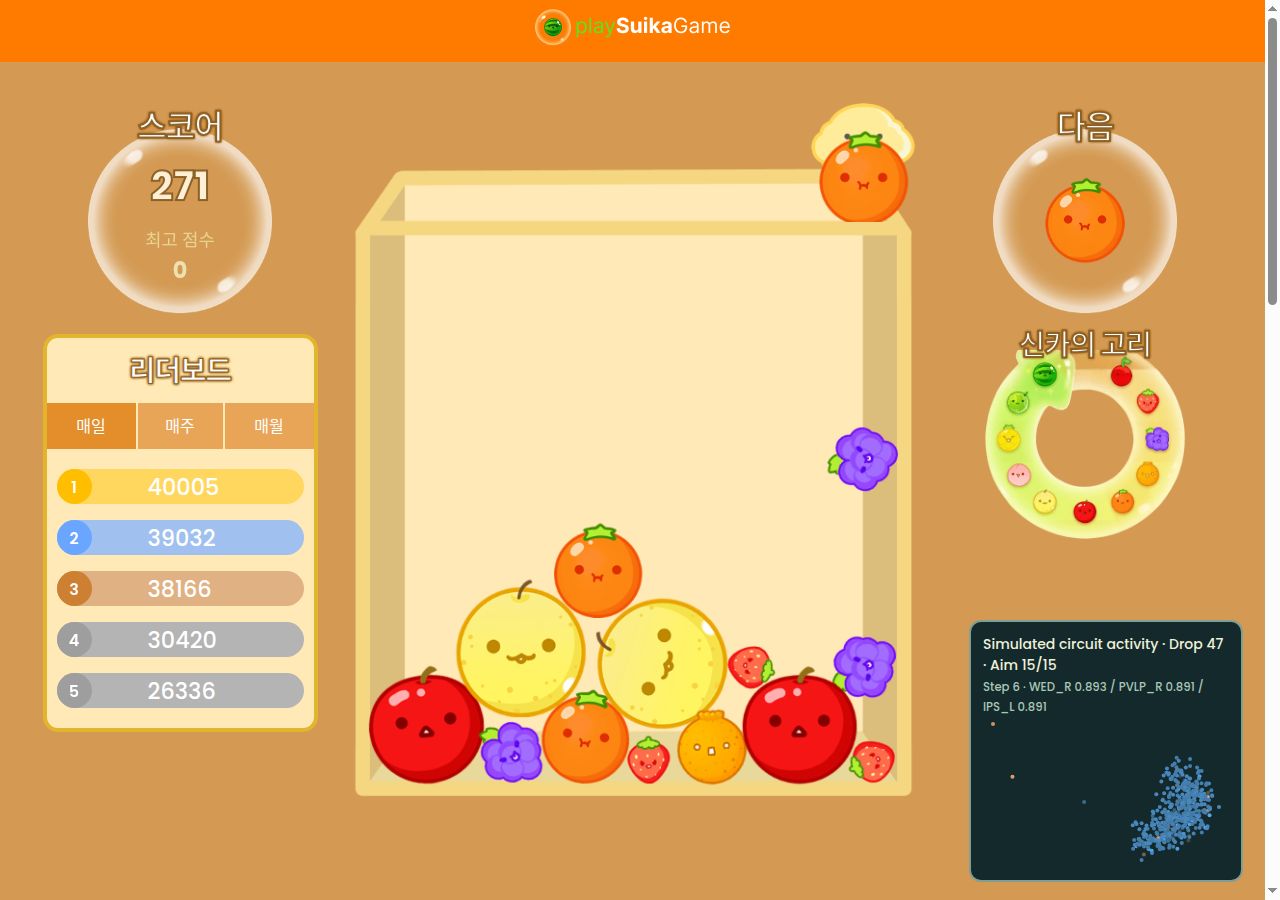 playSuikaGame
스코어
271
최고 점수
0
리더보드
매일 매주 매월
1 40005
2 39032
3 38166
4 30420
5 26336
다음
신카의 고리
Simulated circuit activity · Drop 47
· Aim 15/15
Step 6 · WED_R 0.893 / PVLP_R 0.891 /
IPS_L 0.891